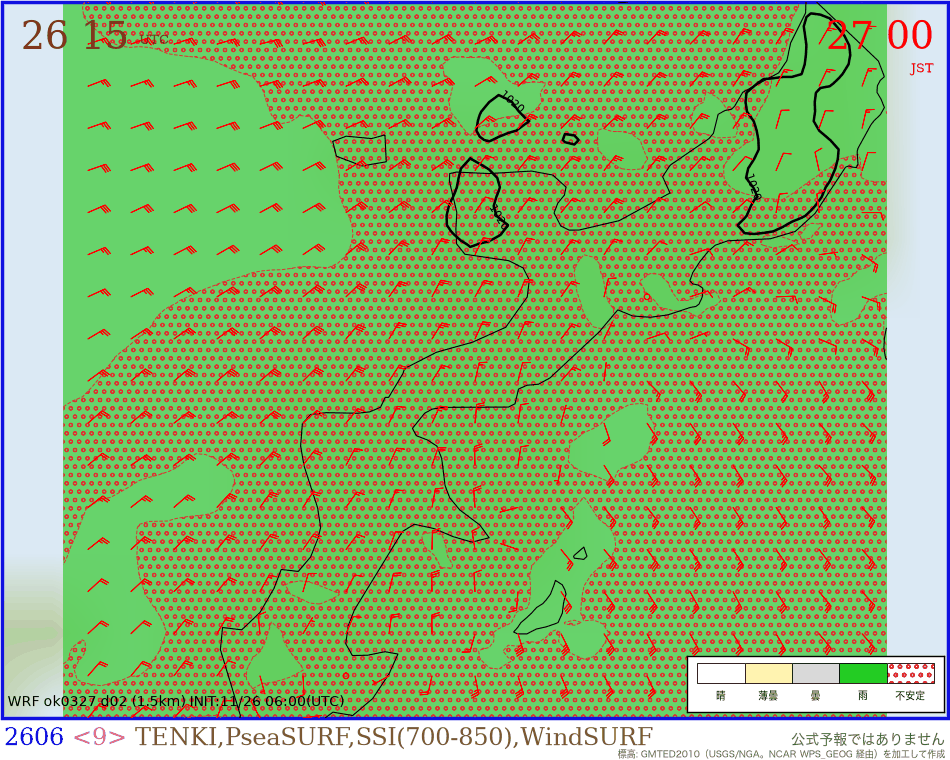 26 15 UTC
27 00
JST
1020
1020
1020
WRF ok0327.d02 (1.5km) INIT:11/26 06:00(UTC)
晴 薄曇 曇 雨 不安定
2606 <9> TENKI,PseaSURF,SSI(700-850),WindSURF
公式予報ではありません
標高: GMTED2010（USGS/NGA。NCAR WPS_GEOG 経由）を加工して作成